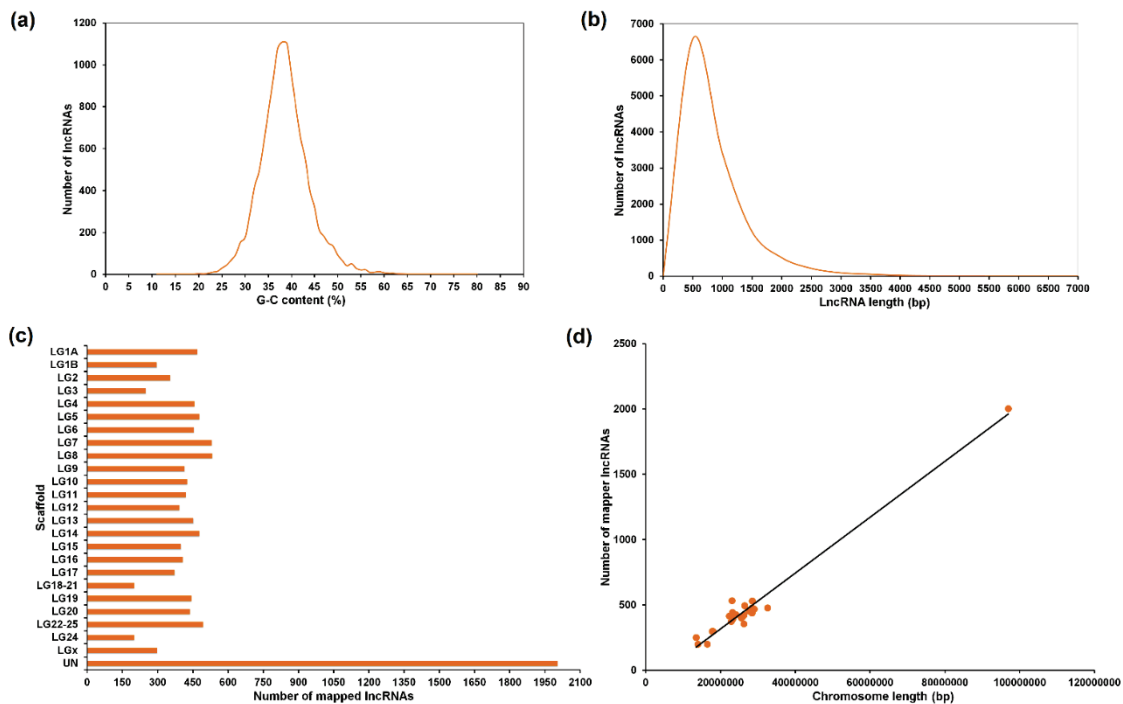 (a)
1200
1000
800
600
400
200
0
Number of lncRNAs
0 5 10 15 20 25 30 35 40 45 50 55 60 65 70 75 80 85 90
G-C content (%)
(b)
7000
6000
5000
4000
3000
2000
1000
0
Number of lncRNAs
0 500 1000 1500 2000 2500 3000 3500 4000 4500 5000 5500 6000 6500 7000
LncRNA length (bp)
(c)
Scaffold
LG1A
LG1B
LG2
LG3
LG4
LG5
LG6
LG7
LG8
LG9
LG10
LG11
LG12
LG13
LG14
LG15
LG16
LG17
LG18-21
LG19
LG20
LG22-25
LG24
LGx
UN
0 150 300 450 600 750 900 1050 1200 1350 1500 1650 1800 1950 2100
Number of mapped lncRNAs
(d)
2500
2000
1500
1000
500
0
Number of mapper lncRNAs
0 20000000 40000000 60000000 80000000 100000000 120000000
Chromosome length (bp)